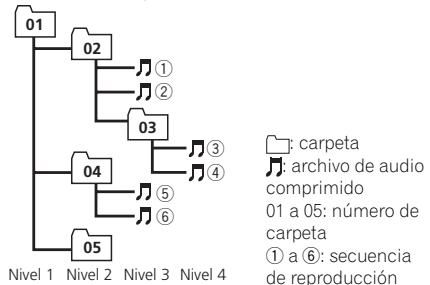 01
02
①
②
03
③
④
04
⑤
⑥
05
Nivel 1 Nivel 2 Nivel 3 Nivel 4
: carpeta
: archivo de audio
comprimido
01 a 05: número de
carpeta
① a ⑥: secuencia
de reproducción